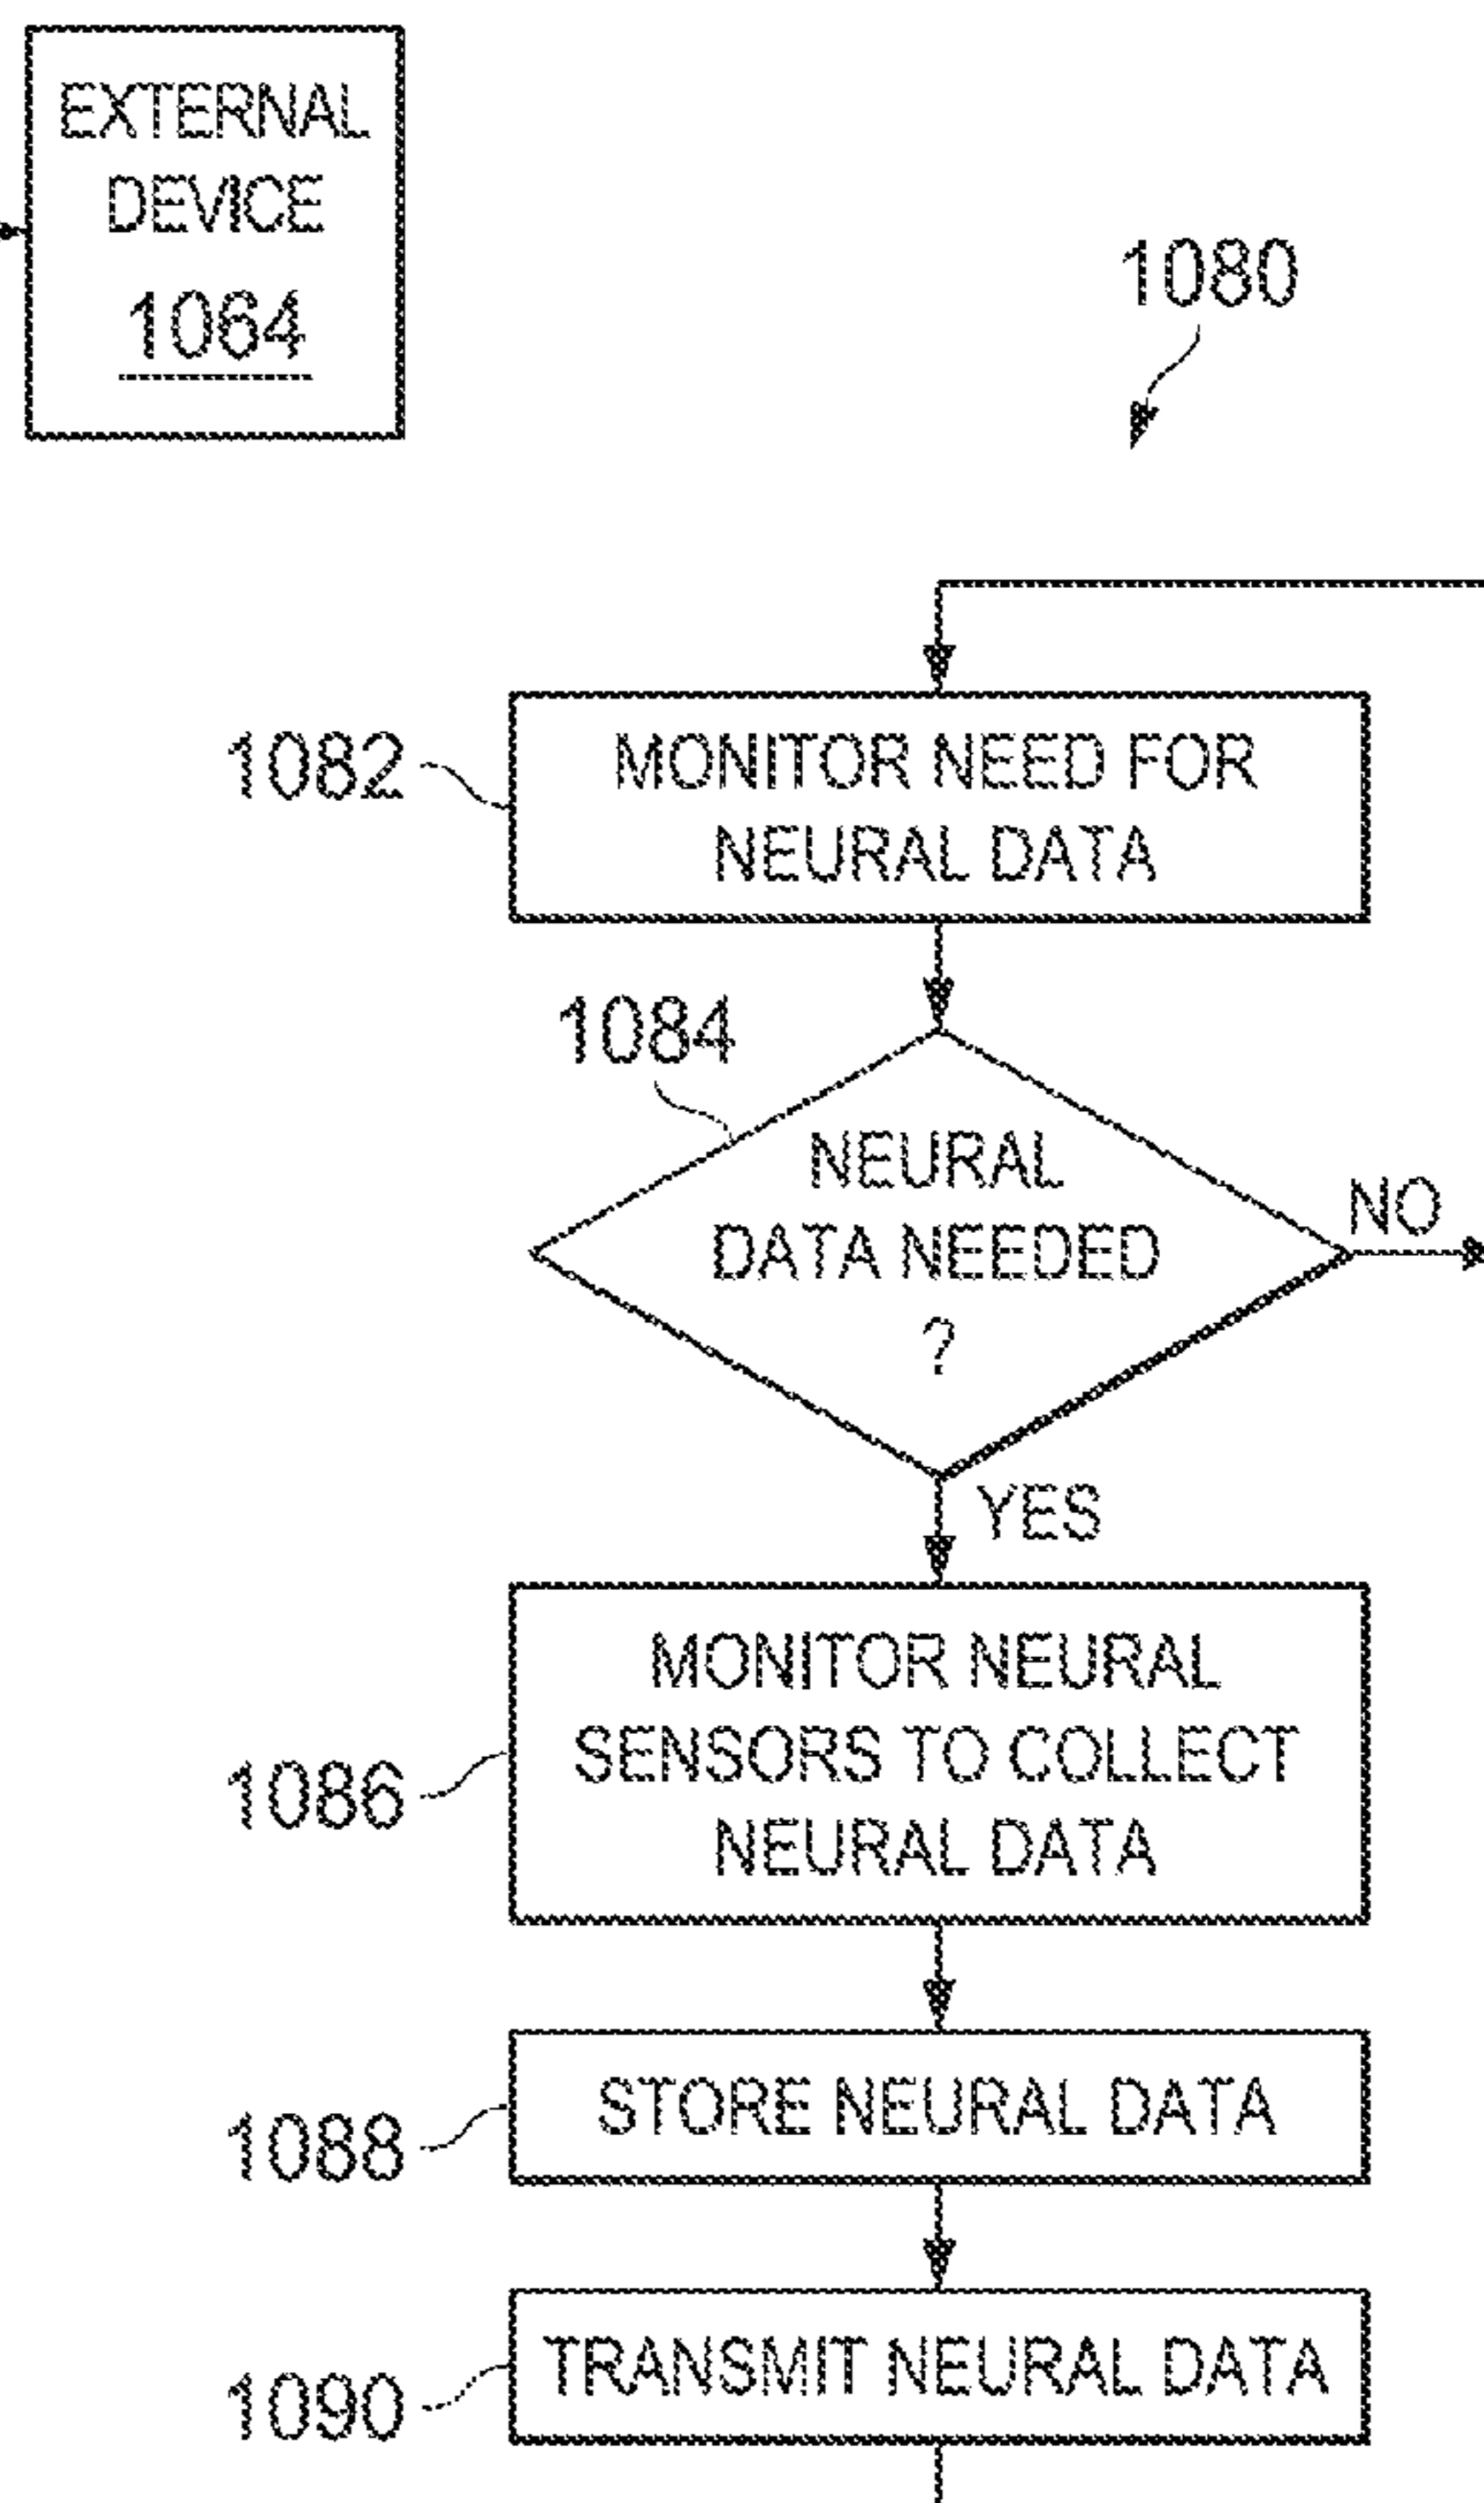 EXTERNAL
DEVICE
1064
1080
1082
MONITOR NEED FOR
NEURAL DATA
1084
NEURAL
DATA NEEDED
?
NO
YES
1086
MONITOR NEURAL
SENSORS TO COLLECT
NEURAL DATA
1088
STORE NEURAL DATA
1090
TRANSMIT NEURAL DATA